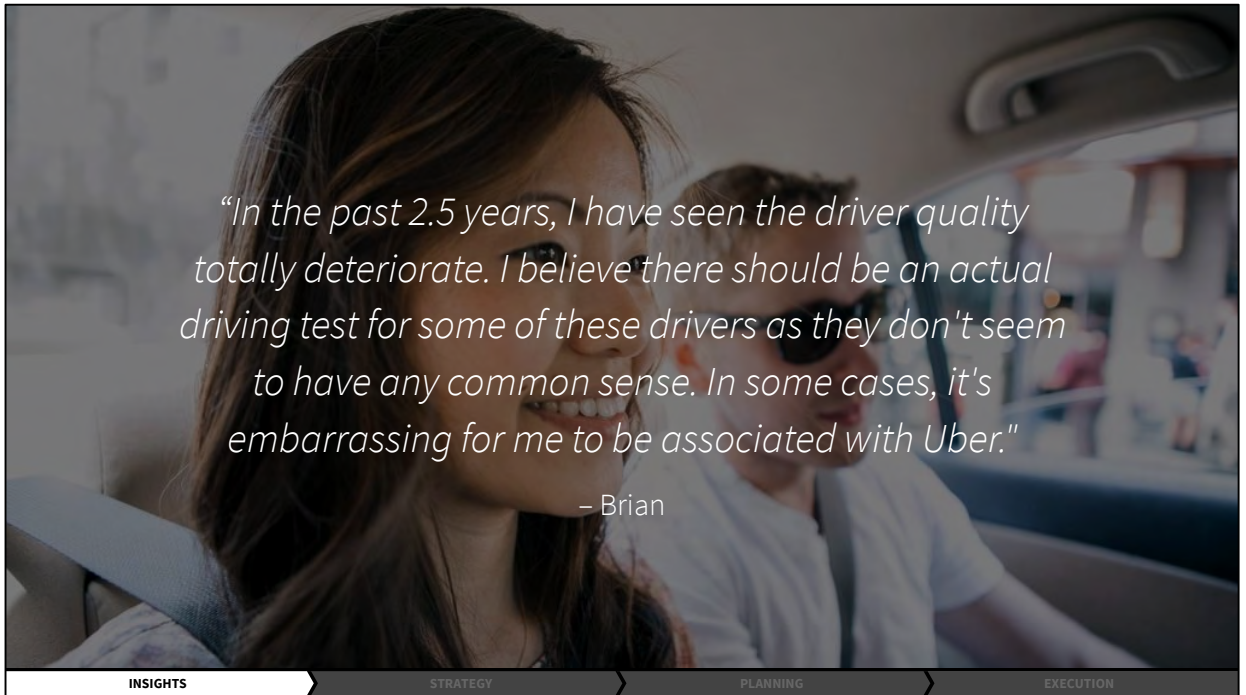 “In the past 2.5 years, I have seen the driver quality
totally deteriorate. I believe there should be an actual
driving test for some of these drivers as they don't seem
to have any common sense. In some cases, it's
embarrassing for me to be associated with Uber."
– Brian
INSIGHTS
STRATEGY
PLANNING
EXECUTION